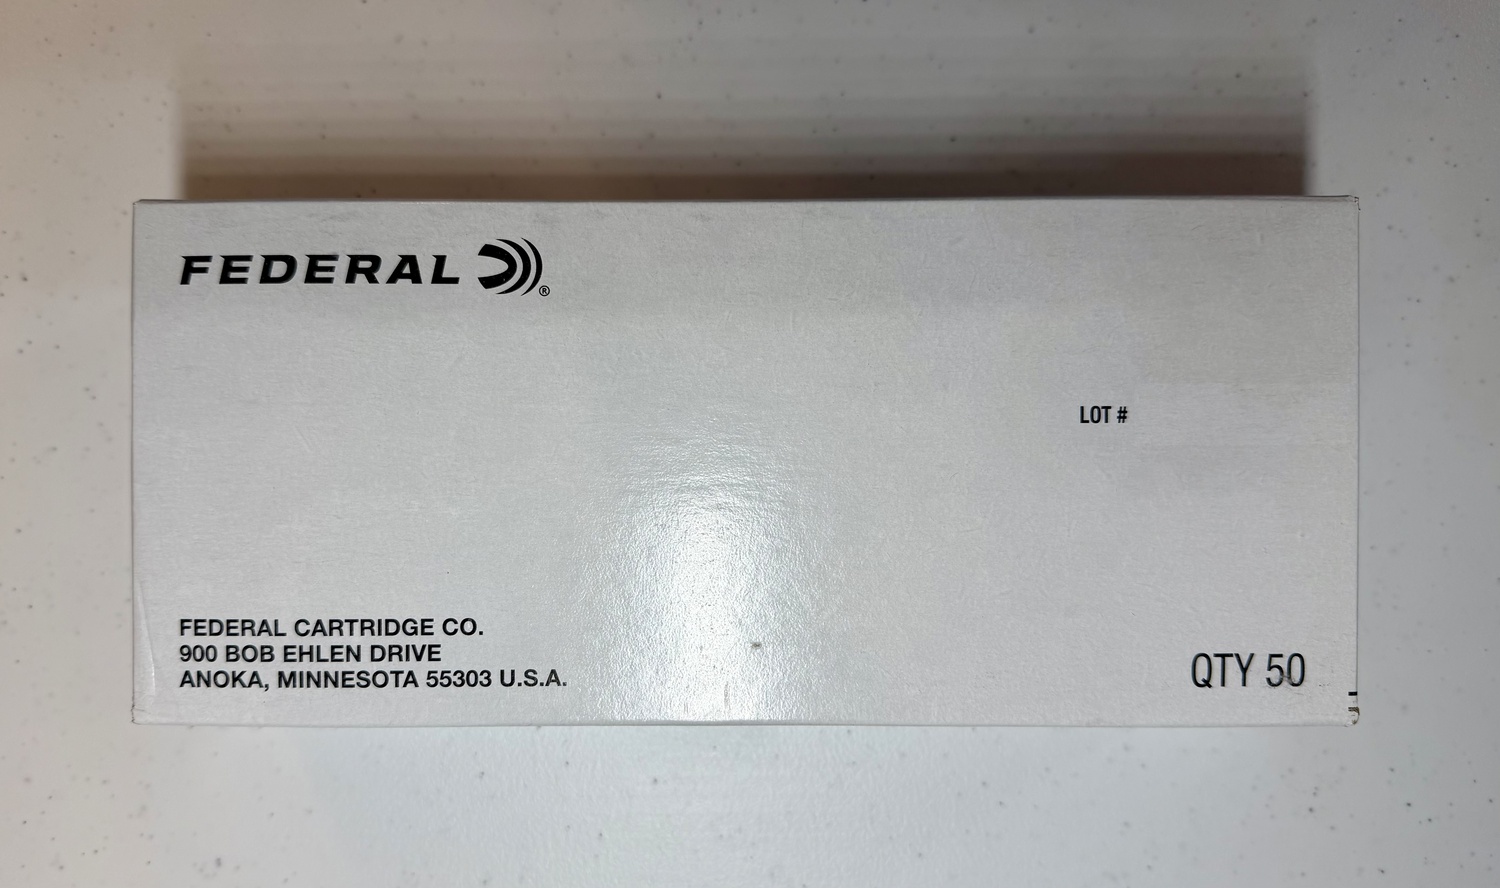 FEDERAL ®
LOT #
FEDERAL CARTRIDGE CO.
900 BOB EHLEN DRIVE
ANOKA, MINNESOTA 55303 U.S.A.
QTY 50